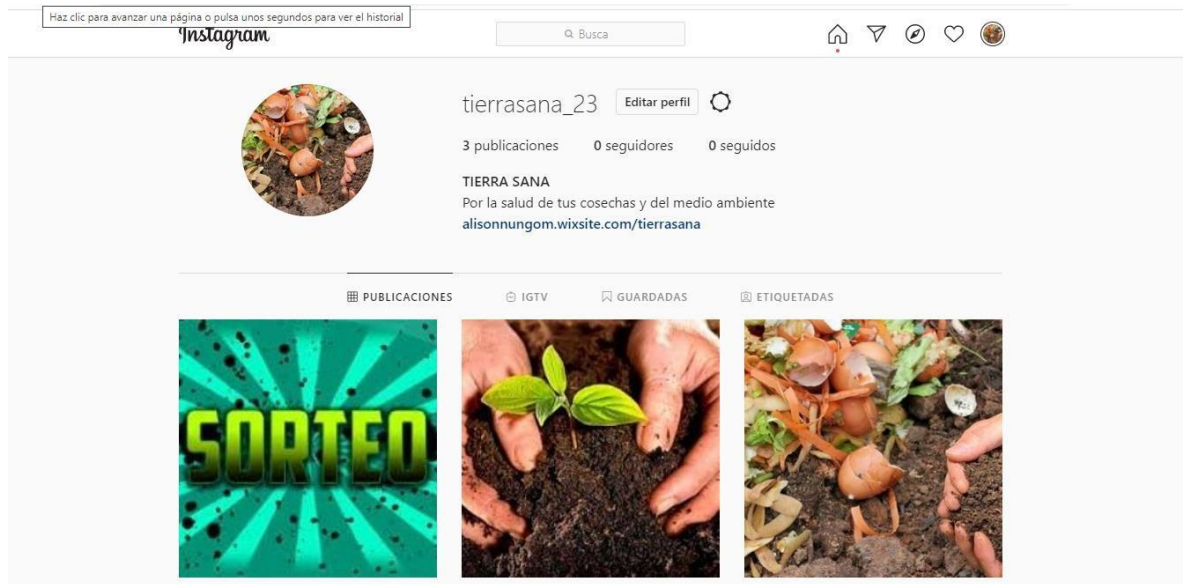 Haz clic para avanzar una página o pulsa unos segundos para ver el historial
Instagram
Busca
tierrasana_23 Editar perfil
3 publicaciones 0 seguidores 0 seguidos
TIERRA SANA
Por la salud de tus cosechas y del medio ambiente
alisonnungom.wixsite.com/tierrasana
PUBLICACIONES IGTV GUARDADAS ETIQUETADAS
SORTEO